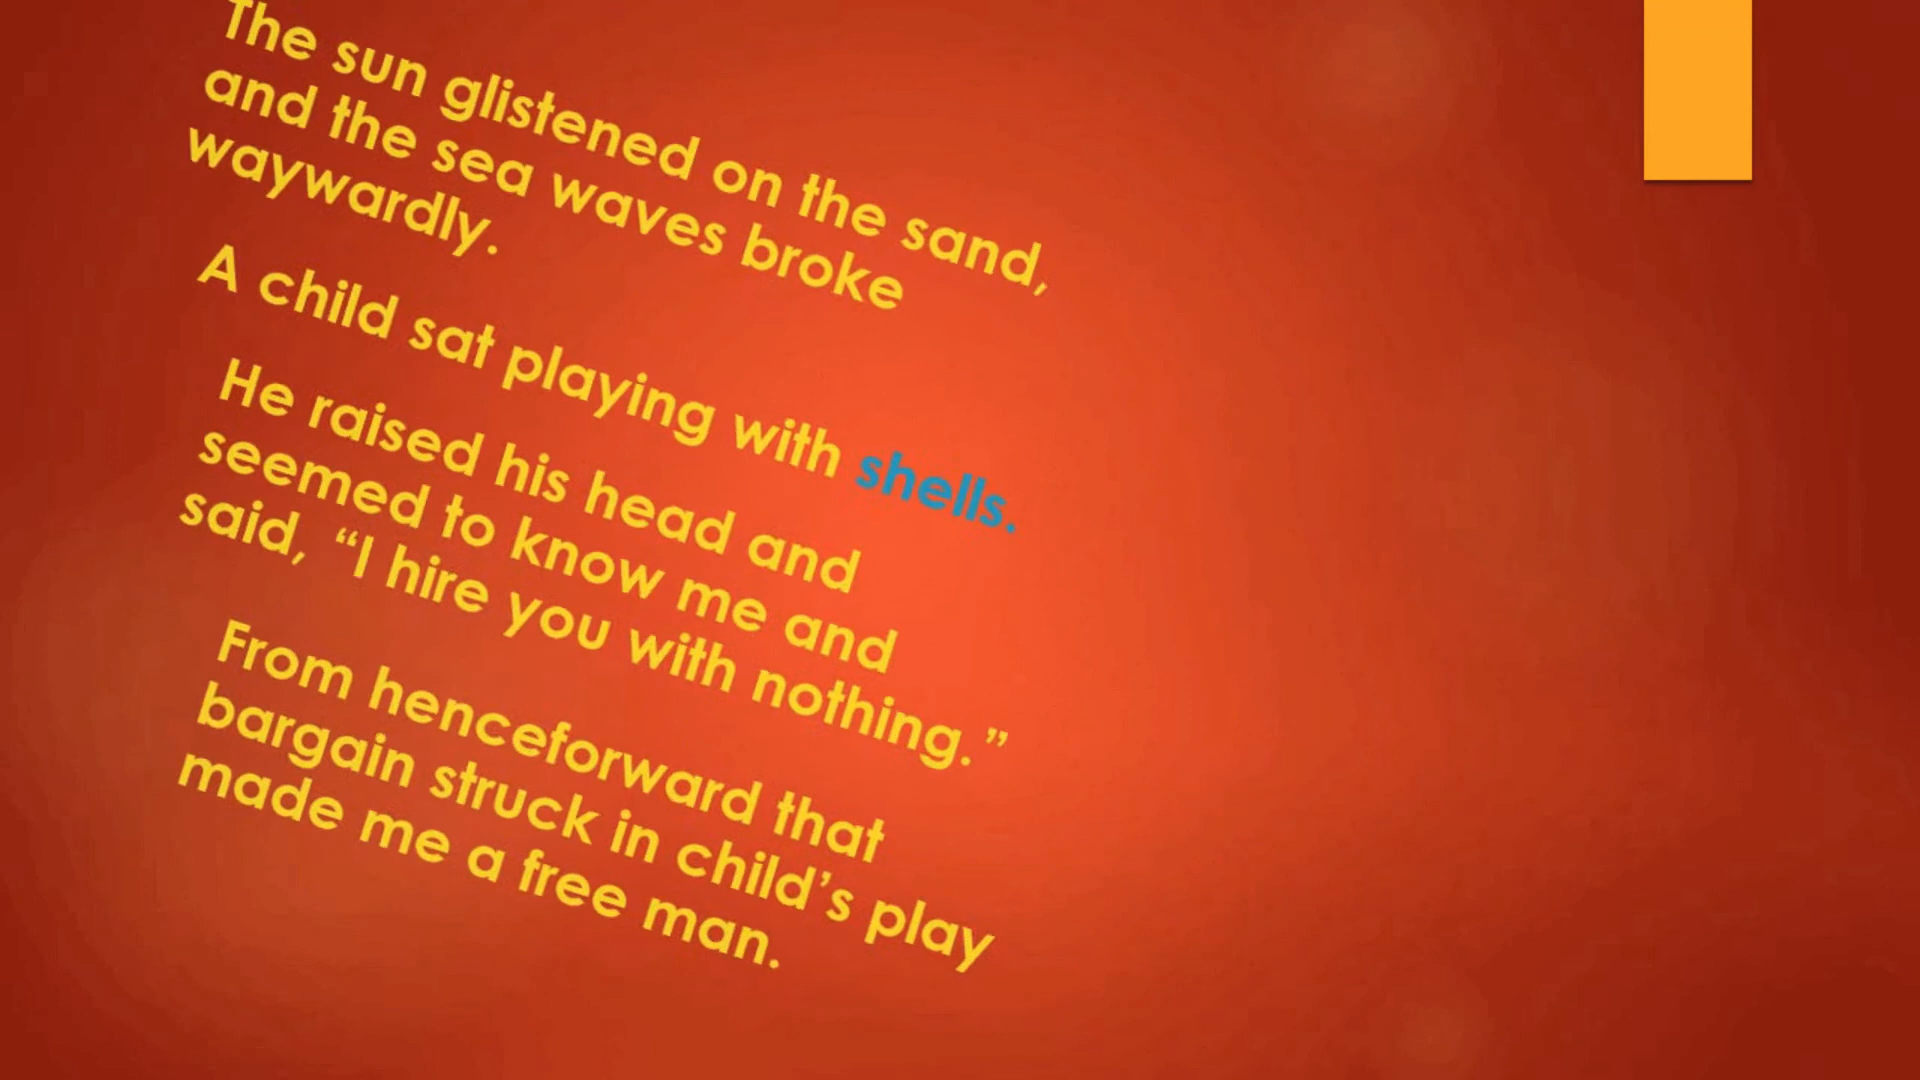 The sun glistened on the sand,
and the sea waves broke
waywardly.
A child sat playing with shells.
He raised his head and
seemed to know me and
said, “I hire you with nothing.”
From henceforward that
bargain struck in child’s play
made me a free man.